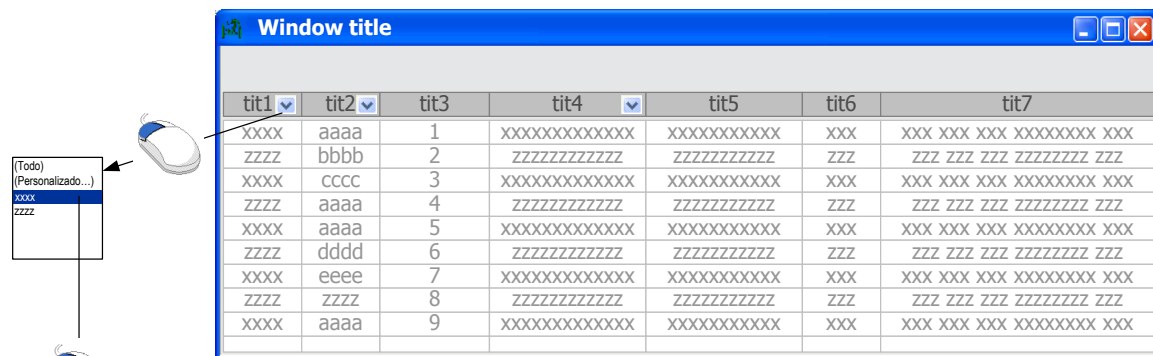 Window title
tit1 tit2 tit3 tit4 tit5 tit6 tit7
xxxx aaaa 1 xxxxxxxxxxxxx xxxxxxxxxxx xxx xxx xxx xxx xxxxxxxx xxx
zzzz bbbb 2 zzzzzzzzzzzz zzzzzzzzzzz zzz zzz zzz zzz zzzzzzzz zzz
xxxx cccc 3 xxxxxxxxxxxxx xxxxxxxxxxx xxx xxx xxx xxx xxxxxxxx xxx
zzzz aaaa 4 zzzzzzzzzzzz zzzzzzzzzzz zzz zzz zzz zzz zzzzzzzz zzz
xxxx aaaa 5 xxxxxxxxxxxxx xxxxxxxxxxx xxx xxx xxx xxx xxxxxxxx xxx
zzzz dddd 6 zzzzzzzzzzzz zzzzzzzzzzz zzz zzz zzz zzz zzzzzzzz zzz
xxxx eeee 7 xxxxxxxxxxxxx xxxxxxxxxxx xxx xxx xxx xxx xxxxxxxx xxx
zzzz zzzz 8 zzzzzzzzzzzz zzzzzzzzzzz zzz zzz zzz zzz zzzzzzzz zzz
xxxx aaaa 9 xxxxxxxxxxxxx xxxxxxxxxxx xxx xxx xxx xxx xxxxxxxx xxx
(Todo)
(Personalizado...)
xxxx
zzzz